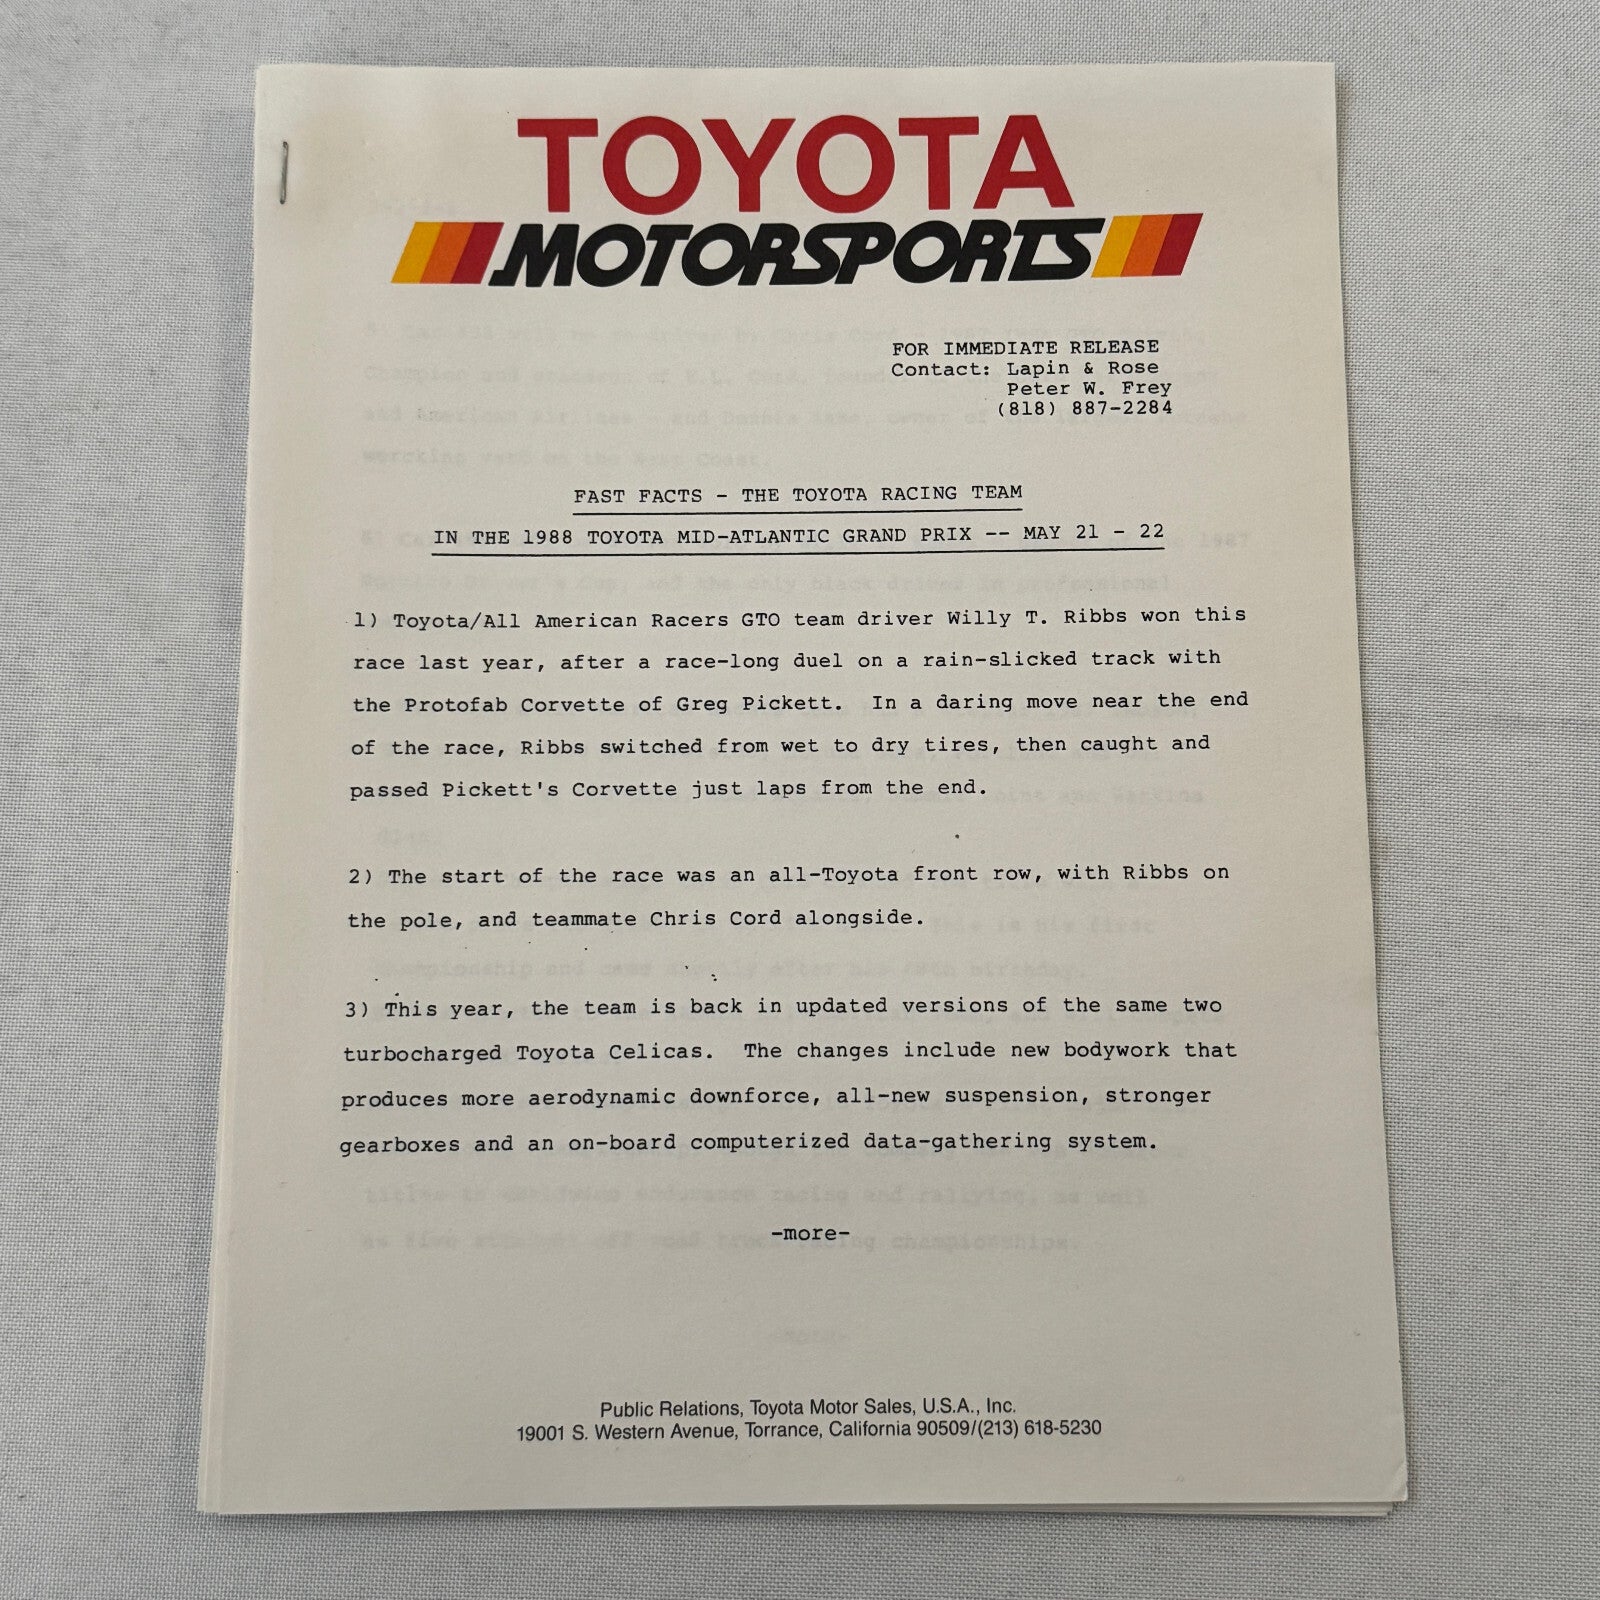 TOYOTA
MOTORSPORTS
FOR IMMEDIATE RELEASE
Contact: Lapin & Rose
Peter W. Frey
(818) 887-2284
FAST FACTS - THE TOYOTA RACING TEAM
IN THE 1988 TOYOTA MID-ATLANTIC GRAND PRIX -- MAY 21 - 22
1) Toyota/All American Racers GTO team driver Willy T. Ribbs won this
race last year, after a race-long duel on a rain-slicked track with
the Protofab Corvette of Greg Pickett. In a daring move near the end
of the race, Ribbs switched from wet to dry tires, then caught and
passed Pickett's Corvette just laps from the end.
2) The start of the race was an all-Toyota front row, with Ribbs on
the pole, and teammate Chris Cord alongside.
3) This year, the team is back in updated versions of the same two
turbocharged Toyota Celicas. The changes include new bodywork that
produces more aerodynamic downforce, all-new suspension, stronger
gearboxes and an on-board computerized data-gathering system.
-more-
Public Relations, Toyota Motor Sales, U.S.A., Inc.
19001 S. Western Avenue, Torrance, California 90509/(213) 618-5230